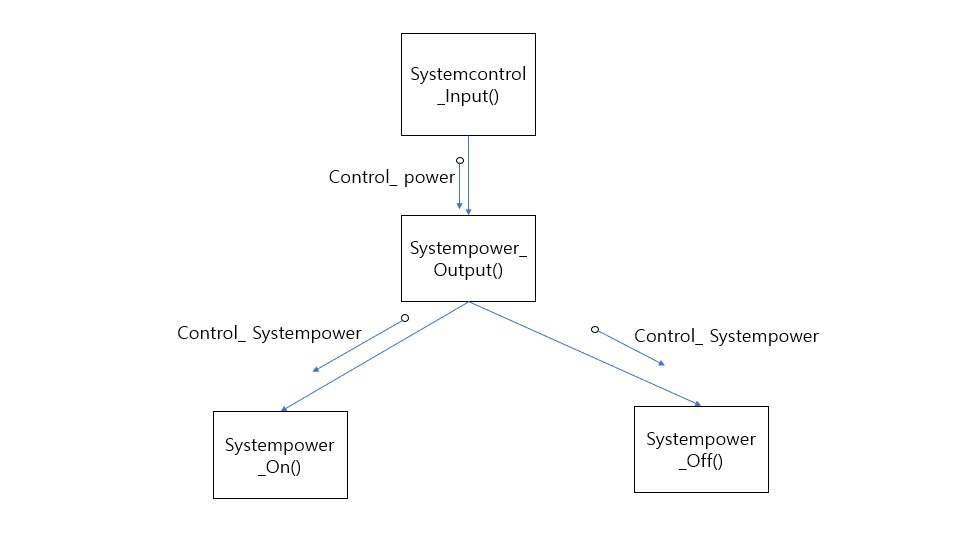 Systemcontrol
_Input()
Control_ power
Systempower_
Output()
Control_ Systempower
Control_ Systempower
Systempower
_On()
Systempower
_Off()